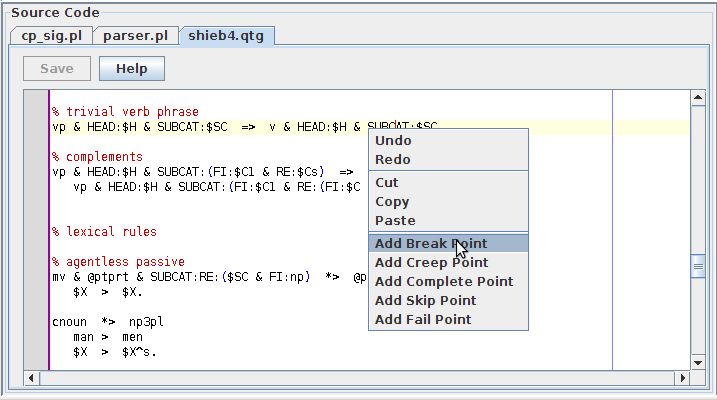 Source Code
cp_sig.pl parser.pl shieb4.qtg
Save Help
% trivial verb phrase
vp & HEAD:$H & SUBCAT:$SC => v & HEAD:$H & SUBCAT:$SC
% complements
vp & HEAD:$H & SUBCAT:(FI:$C1 & RE:$Cs) =>
vp & HEAD:$H & SUBCAT:(FI:$C1 & RE:(FI:$C
% lexical rules
% agentless passive
mv & @ptprt & SUBCAT:RE:($SC & FI:np) *> @p
$X > $X.
cnoun *> np3pl
man > men
$X > $X^s.
Undo
Redo
Cut
Copy
Paste
Add Break Point
Add Creep Point
Add Complete Point
Add Skip Point
Add Fail Point